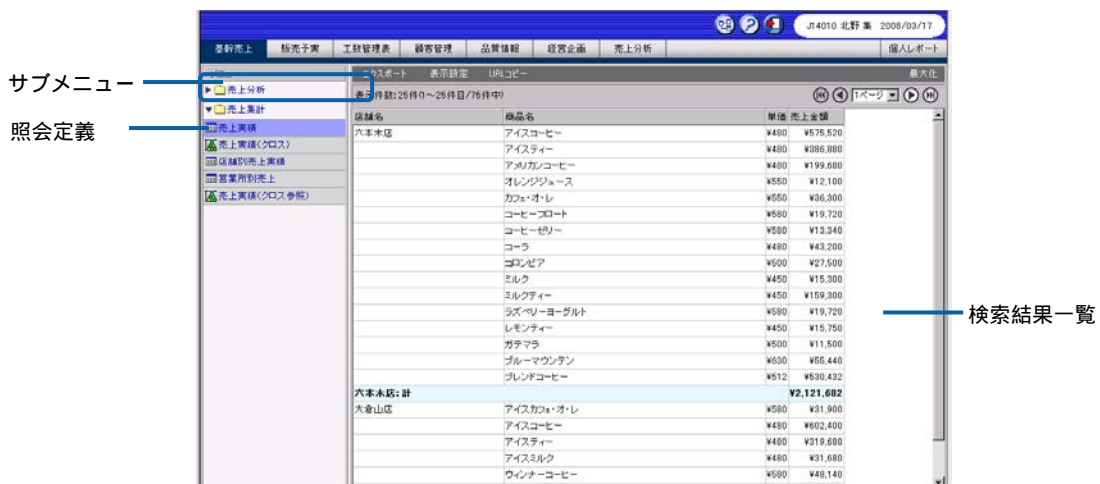 J14010 北野 集 2008/03/17
基幹売上 販売予実 工数管理表 顧客管理 品質情報 経営企画 売上分析 個人レポート
エクスポート 表示設定 URLコピー 最大化
サブメニュー
▶売上分析
表示件数:25件(1～25件目/75件中) 1ページ
▼売上集計
店舗名 商品名 単価 売上金額
照会定義
売上実績
六本木店 アイスコーヒー ¥480 ¥575,520
売上実績(クロス)
アイスティー ¥480 ¥386,880
店舗別売上実績
アメリカンコーヒー ¥480 ¥199,680
営業所別売上
オレンジジュース ¥550 ¥12,100
売上実績(クロス参照)
カフェ・オ・レ ¥550 ¥36,300
コーヒーフロート ¥580 ¥19,720
コーヒーゼリー ¥580 ¥13,340
コーラ ¥480 ¥43,200
コロンビア ¥500 ¥27,500
ミルク ¥450 ¥15,300
ミルクティー ¥450 ¥159,300
ラズベリーヨーグルト ¥580 ¥19,720
検索結果一覧
レモンティー ¥450 ¥15,750
ガテマラ ¥500 ¥11,500
ブルーマウンテン ¥630 ¥55,440
ブレンドコーヒー ¥512 ¥530,432
六本木店:計 ¥2,121,682
大倉山店 アイスカフェ・オ・レ ¥580 ¥31,900
アイスコーヒー ¥480 ¥602,400
アイスティー ¥480 ¥319,680
アイスミルク ¥480 ¥31,680
ウィンナーコーヒー ¥580 ¥48,140